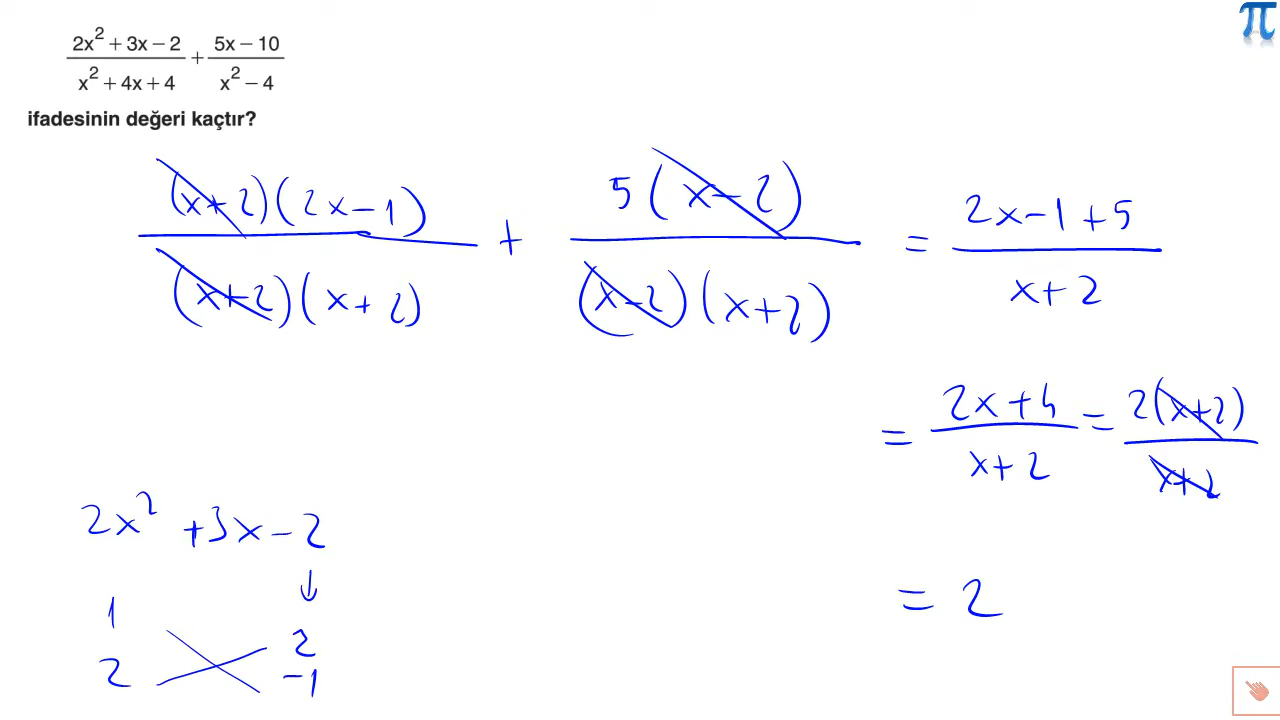 (2x² + 3x − 2)/(x² + 4x + 4) + (5x − 10)/(x² − 4)
ifadesinin değeri kaçtır?
(x+2)(2x−1)/(x+2)(x+2) + 5(x−2)/(x−2)(x+2) = (2x−1+5)/(x+2)
= (2x+4)/(x+2) = 2(x+2)/(x+2)
= 2
2x² +3x−2
↓
1 2
2 −1
π